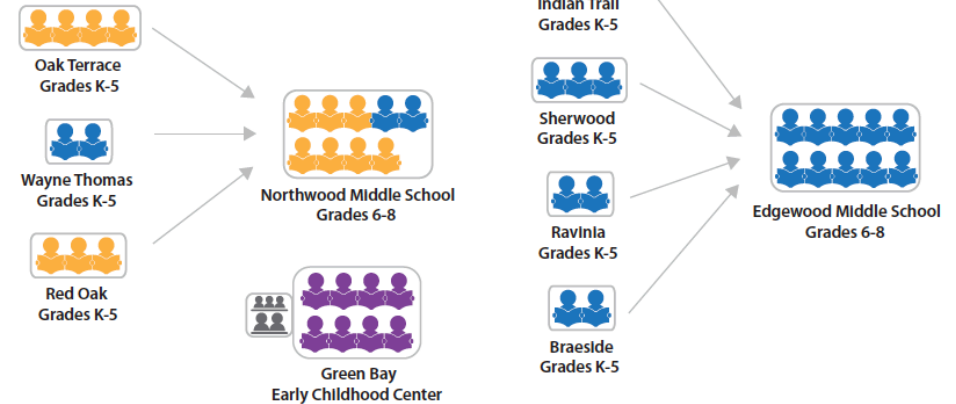 Oak Terrace
Grades K-5
Wayne Thomas
Grades K-5
Red Oak
Grades K-5
Northwood Middle School
Grades 6-8
Green Bay
Early Childhood Center
Indian Trail
Grades K-5
Sherwood
Grades K-5
Ravinia
Grades K-5
Braeside
Grades K-5
Edgewood Middle School
Grades 6-8